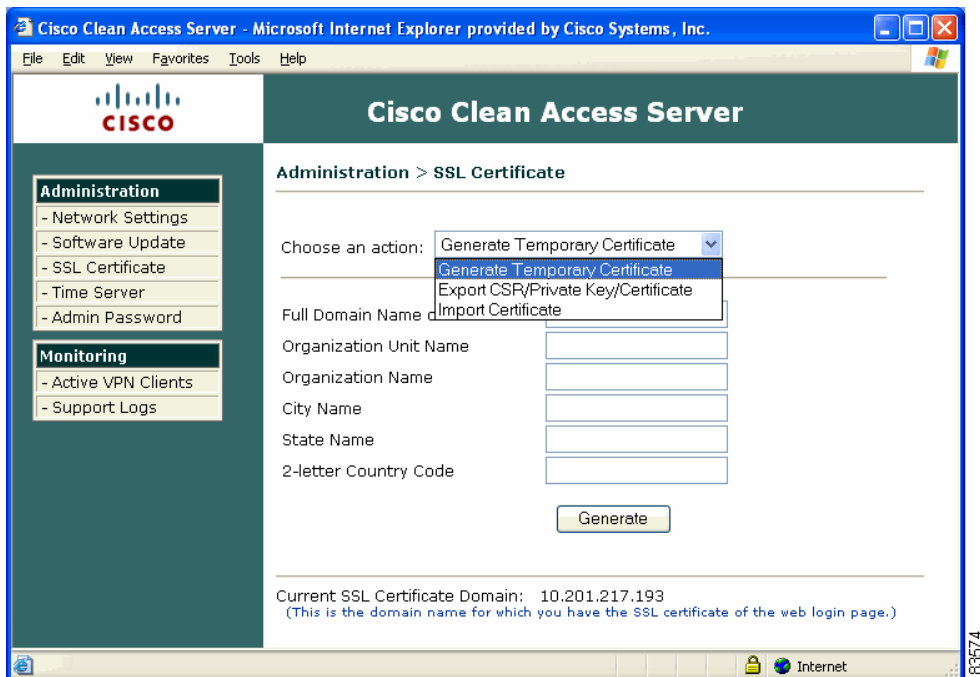 Cisco Clean Access Server - Microsoft Internet Explorer provided by Cisco Systems, Inc.
File Edit View Favorites Tools Help
CISCO
Cisco Clean Access Server
Administration
- Network Settings
- Software Update
- SSL Certificate
- Time Server
- Admin Password
Monitoring
- Active VPN Clients
- Support Logs
Administration > SSL Certificate
Choose an action: Generate Temporary Certificate
Generate Temporary Certificate
Export CSR/Private Key/Certificate
Import Certificate
Full Domain Name
Organization Unit Name
Organization Name
City Name
State Name
2-letter Country Code
Generate
Current SSL Certificate Domain: 10.201.217.193
(This is the domain name for which you have the SSL certificate of the web login page.)
Internet